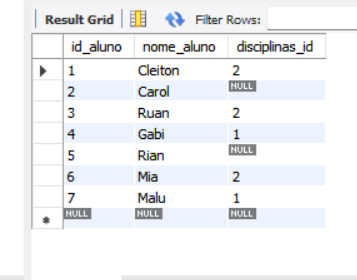 Result Grid Filter Rows:
id_aluno nome_aluno disciplinas_id
1 Cleiton 2
2 Carol NULL
3 Ruan 2
4 Gabi 1
5 Rian NULL
6 Mia 2
7 Malu 1
NULL NULL NULL